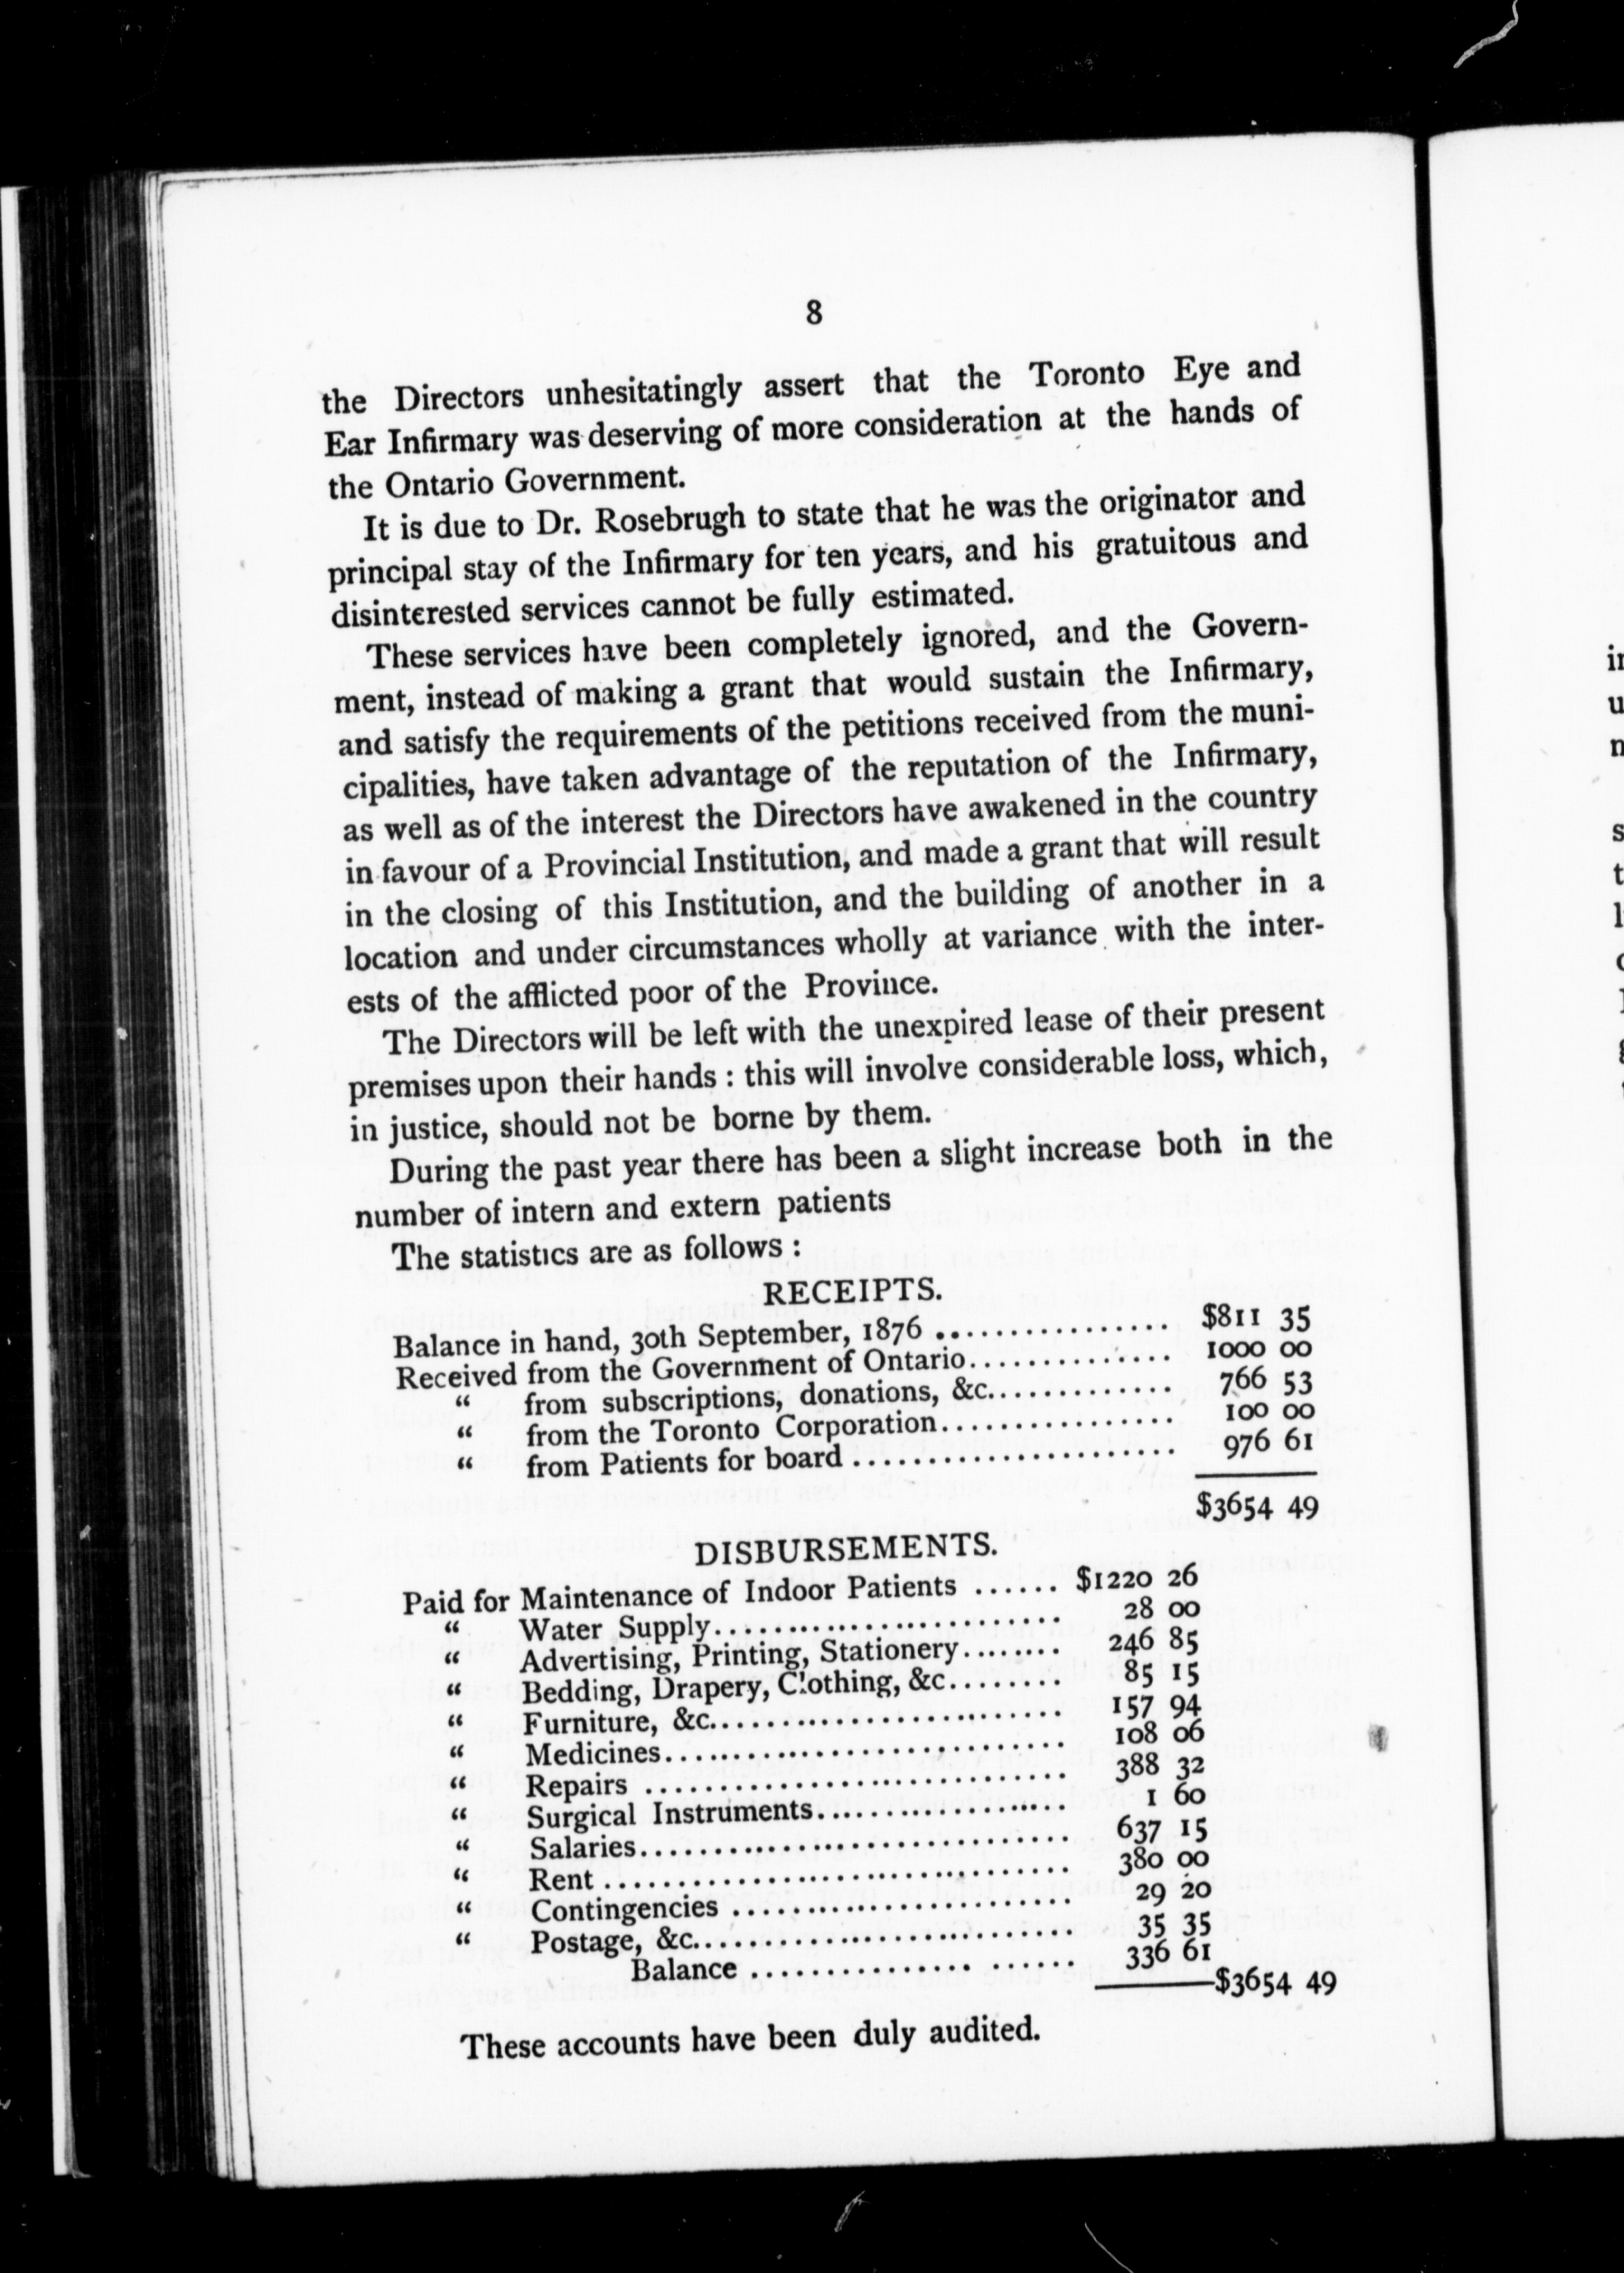 8
the Directors unhesitatingly assert that the Toronto Eye and
Ear Infirmary was deserving of more consideration at the hands of
the Ontario Government.
It is due to Dr. Rosebrugh to state that he was the originator and
principal stay of the Infirmary for ten years, and his gratuitous and
disinterested services cannot be fully estimated.
These services have been completely ignored, and the Govern-
ment, instead of making a grant that would sustain the Infirmary,
and satisfy the requirements of the petitions received from the muni-
cipalities, have taken advantage of the reputation of the Infirmary,
as well as of the interest the Directors have awakened in the country
in favour of a Provincial Institution, and made a grant that will result
in the closing of this Institution, and the building of another in a
location and under circumstances wholly at variance with the inter-
ests of the afflicted poor of the Province.
The Directors will be left with the unexpired lease of their present
premises upon their hands : this will involve considerable loss, which,
in justice, should not be borne by them.
During the past year there has been a slight increase both in the
number of intern and extern patients
The statistics are as follows :
RECEIPTS.
Balance in hand, 30th September, 1876 ................ $811 35
Received from the Government of Ontario.............. 1000 00
“ from subscriptions, donations, &c............. 766 53
“ from the Toronto Corporation................ 100 00
“ from Patients for board ...................... 976 61
$3654 49
DISBURSEMENTS.
Paid for Maintenance of Indoor Patients ...... $1220 26
“ Water Supply........................ 28 00
“ Advertising, Printing, Stationery........ 246 85
“ Bedding, Drapery, Clothing, &c........ 85 15
“ Furniture, &c........................ 157 94
“ Medicines........................... 108 06
“ Repairs ............................. 388 32
“ Surgical Instruments................. 1 60
“ Salaries.............................. 637 15
“ Rent ................................ 380 00
“ Contingencies ....................... 29 20
“ Postage, &c.......................... 35 35
Balance ............... ...... 336 61
$3654 49
These accounts have been duly audited.